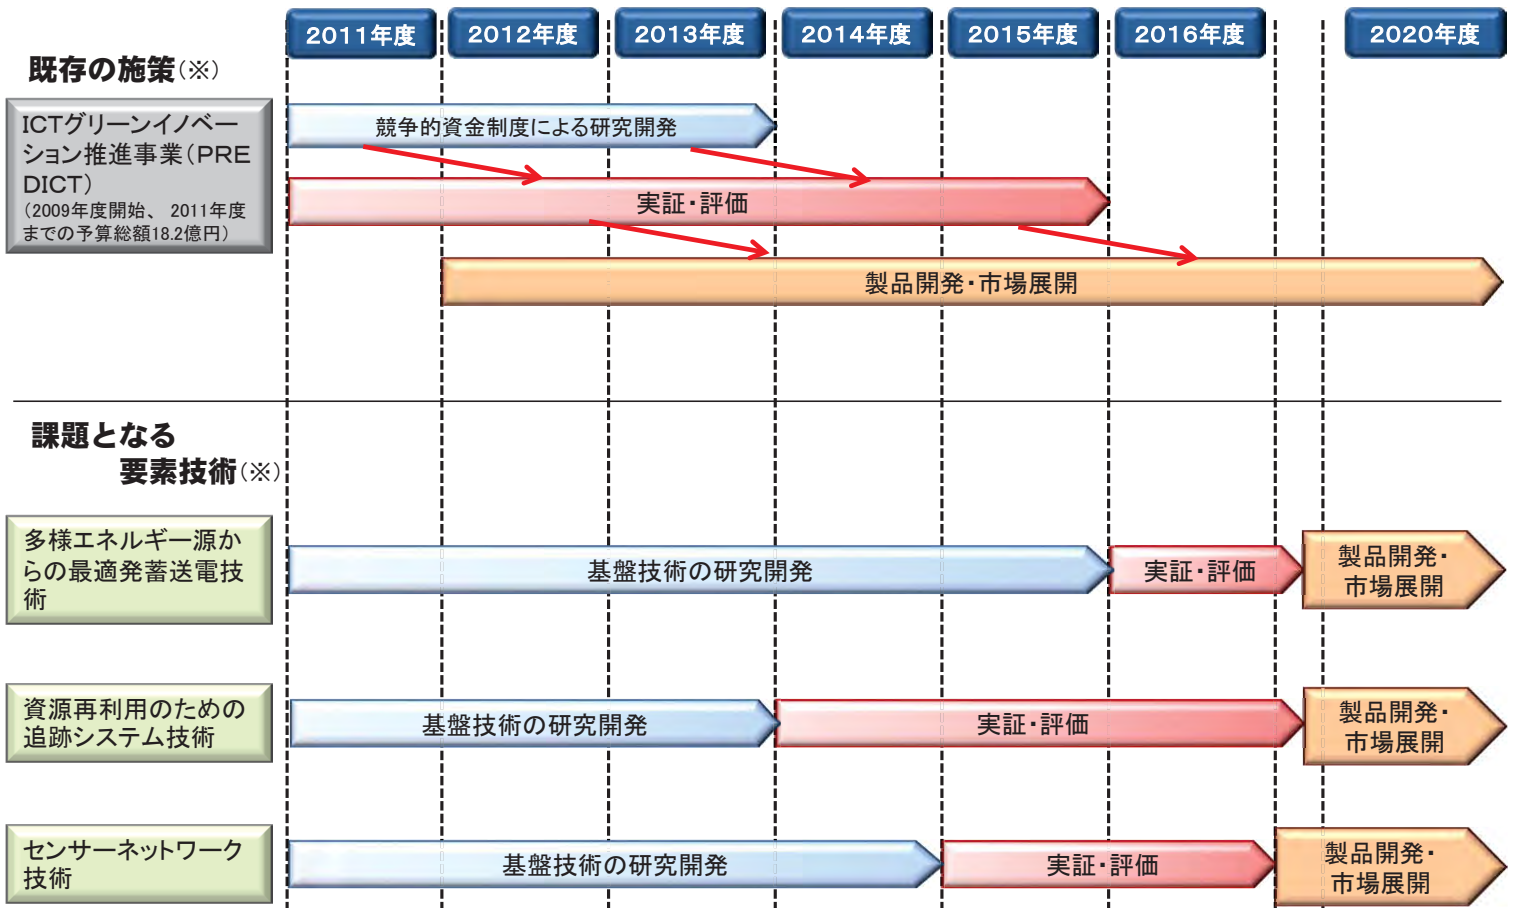 2011年度 2012年度 2013年度 2014年度 2015年度 2016年度 2020年度
既存の施策(※)
ICTグリーンイノベー
ション推進事業(PRE
DICT)
(2009年度開始、 2011年度
までの予算総額18.2億円)
競争的資金制度による研究開発
実証・評価
製品開発・市場展開
課題となる
要素技術(※)
多様エネルギー源か
らの最適発蓄送電技
術
基盤技術の研究開発
実証・評価
製品開発・
市場展開
資源再利用のための
追跡システム技術
基盤技術の研究開発
実証・評価
製品開発・
市場展開
センサーネットワーク
技術
基盤技術の研究開発
実証・評価
製品開発・
市場展開